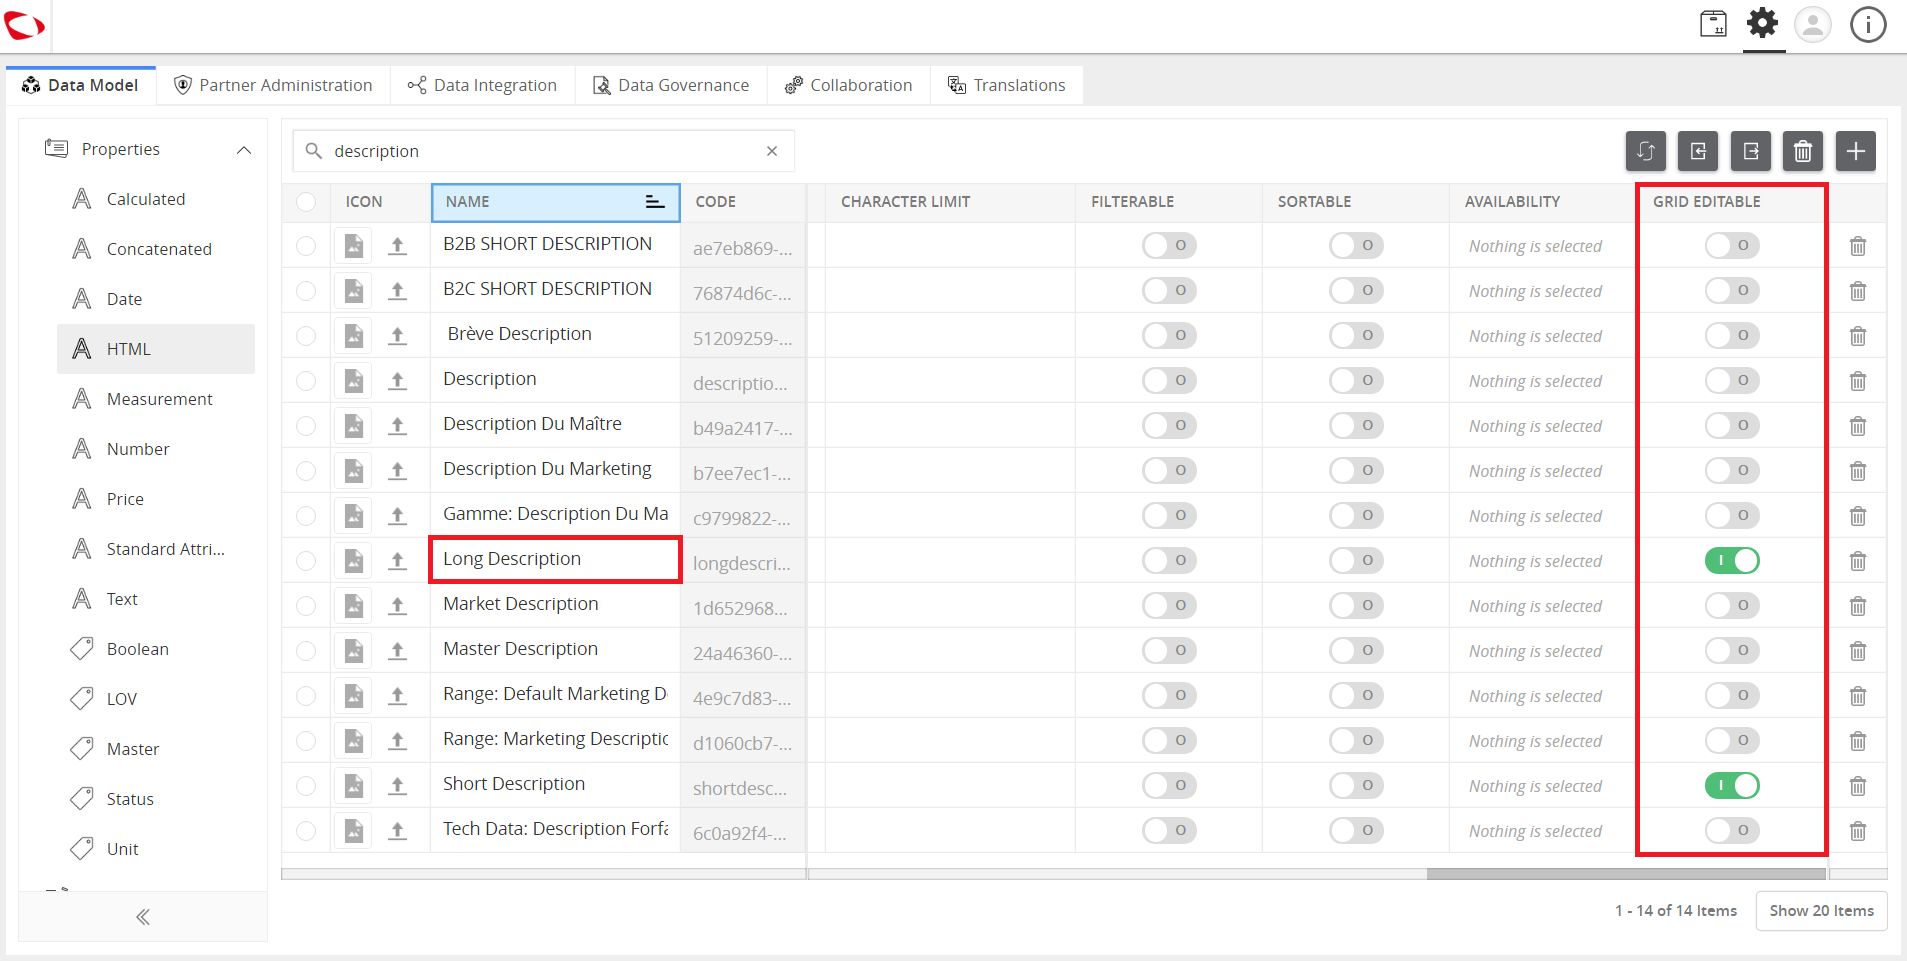 Data Model Partner Administration Data Integration Data Governance Collaboration Translations
Properties
Calculated
Concatenated
Date
HTML
Measurement
Number
Price
Standard Attri...
Text
Boolean
LOV
Master
Status
Unit
description
ICON NAME CODE CHARACTER LIMIT FILTERABLE SORTABLE AVAILABILITY GRID EDITABLE
B2B SHORT DESCRIPTION ae7eb869-... O O Nothing is selected O
B2C SHORT DESCRIPTION 76874d6c-... O O Nothing is selected O
Brève Description 51209259-... O O Nothing is selected O
Description descriptio... O O Nothing is selected O
Description Du Maître b49a2417-... O O Nothing is selected O
Description Du Marketing b7ee7ec1-... O O Nothing is selected O
Gamme: Description Du Ma c9799822-... O O Nothing is selected O
Long Description longdescri... O O Nothing is selected I
Market Description 1d652968... O O Nothing is selected O
Master Description 24a46360-... O O Nothing is selected O
Range: Default Marketing D 4e9c7d83-... O O Nothing is selected O
Range: Marketing Descriptic d1060cb7-... O O Nothing is selected O
Short Description shortdesc... O O Nothing is selected I
Tech Data: Description Forfa 6c0a92f4-... O O Nothing is selected O
1 - 14 of 14 Items Show 20 Items